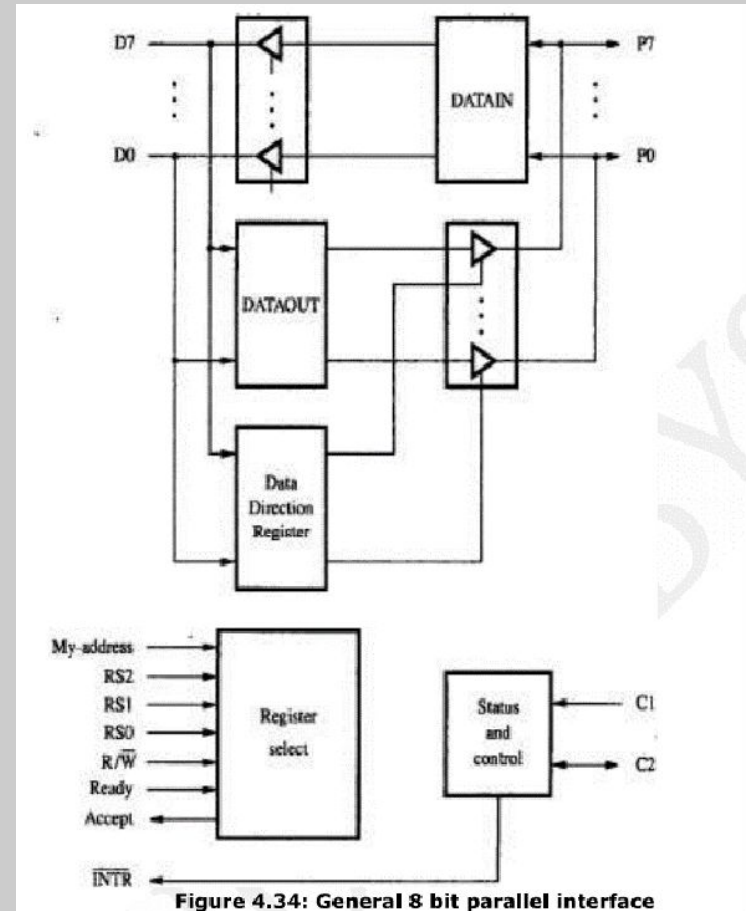 D7
P7
DATAIN
D0
P0
DATAOUT
Data
Direction
Register
My-address
RS2
RS1
RS0
R/W̅
Ready
Accept
Register
select
Status
and
control
C1
C2
I̅N̅T̅R̅
Figure 4.34: General 8 bit parallel interface